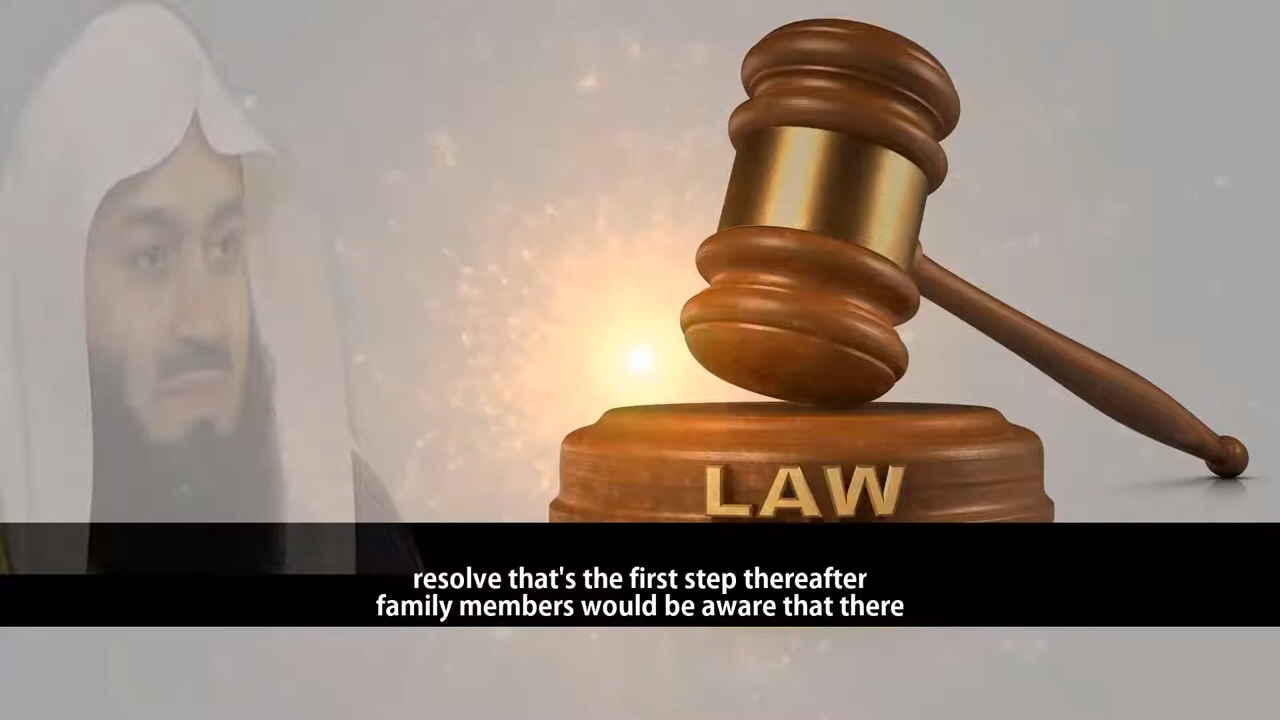 LAW
resolve that's the first step thereafter
family members would be aware that there